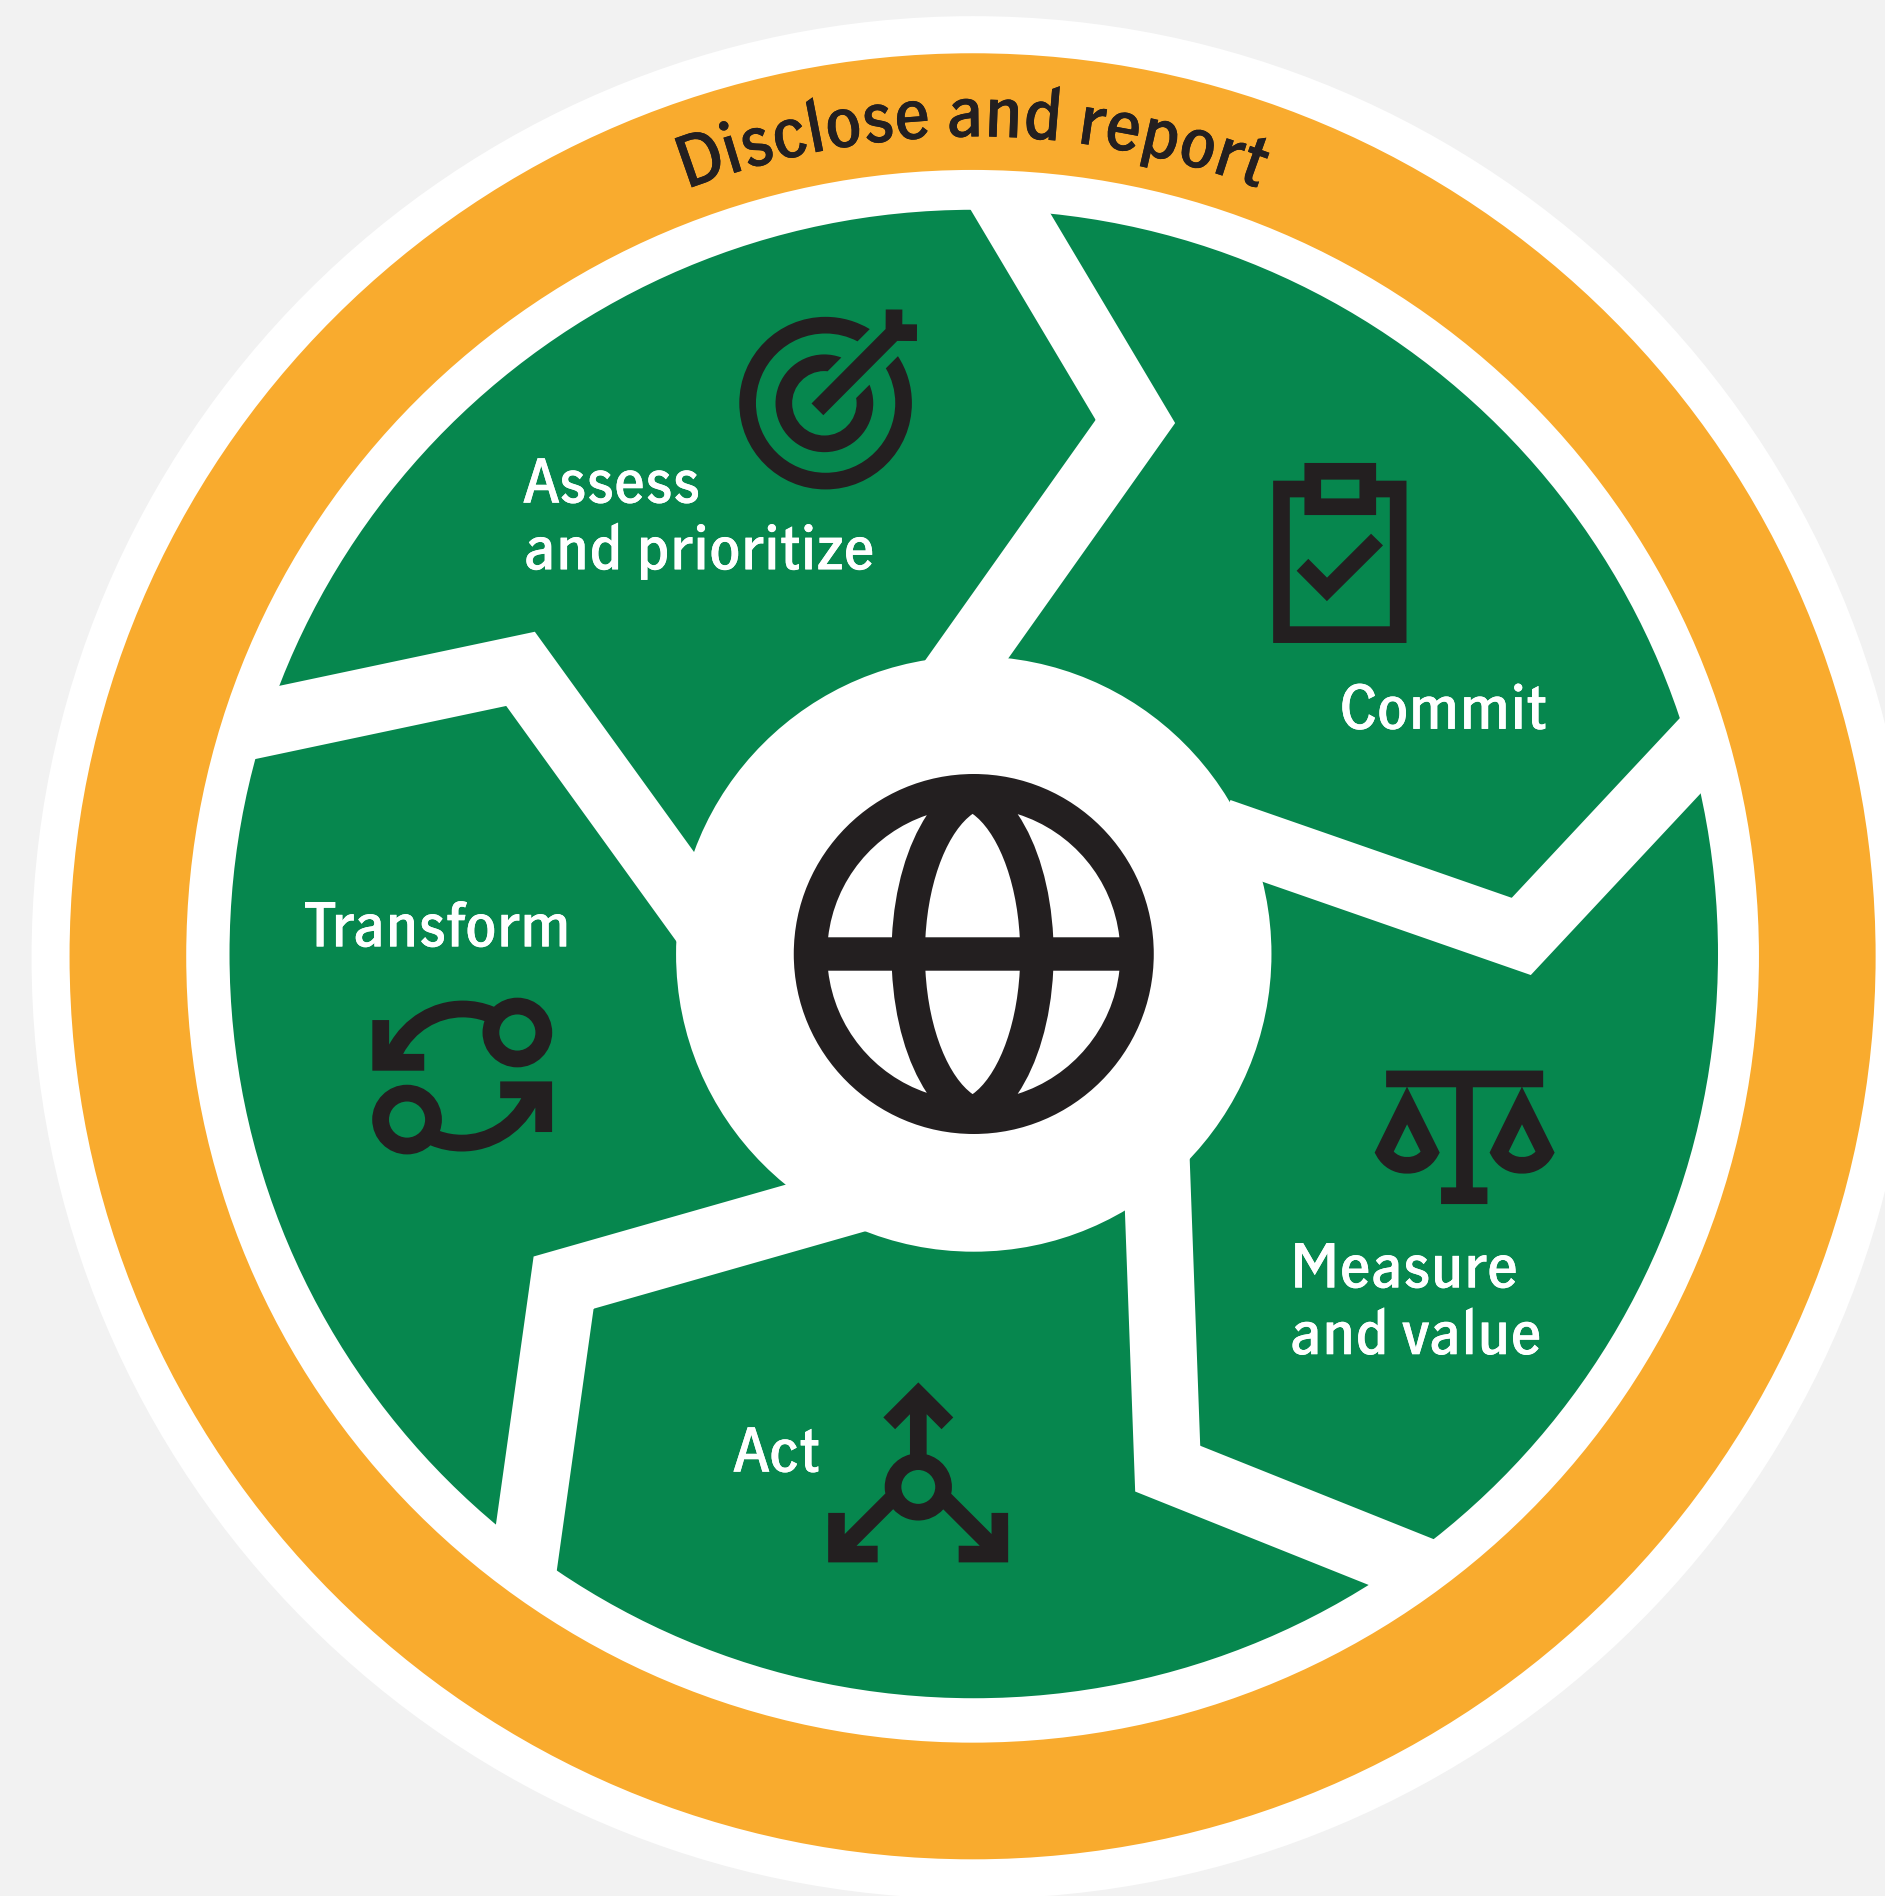 Disclose and report
Assess
and prioritize
Commit
Measure
and value
Act
Transform